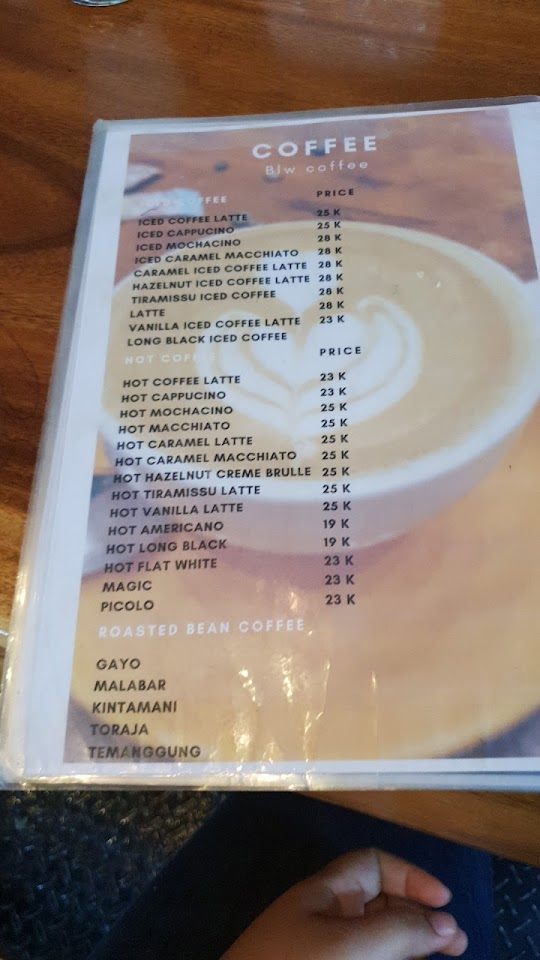 COFFEE
Blw coffee
COFFEE PRICE
ICED COFFEE LATTE 25 K
ICED CAPPUCINO 25 K
ICED MOCHACINO 28 K
ICED CARAMEL MACCHIATO 28 K
CARAMEL ICED COFFEE LATTE 28 K
HAZELNUT ICED COFFEE LATTE 28 K
TIRAMISSU ICED COFFEE 28 K
LATTE 28 K
VANILLA ICED COFFEE LATTE 23 K
LONG BLACK ICED COFFEE
HOT COFFEE PRICE
HOT COFFEE LATTE 23 K
HOT CAPPUCINO 23 K
HOT MOCHACINO 25 K
HOT MACCHIATO 25 K
HOT CARAMEL LATTE 25 K
HOT CARAMEL MACCHIATO 25 K
HOT HAZELNUT CREME BRULLE 25 K
HOT TIRAMISSU LATTE 25 K
HOT VANILLA LATTE 25 K
HOT AMERICANO 19 K
HOT LONG BLACK 19 K
HOT FLAT WHITE 23 K
MAGIC 23 K
PICOLO 23 K
ROASTED BEAN COFFEE
GAYO
MALABAR
KINTAMANI
TORAJA
TEMANGGUNG